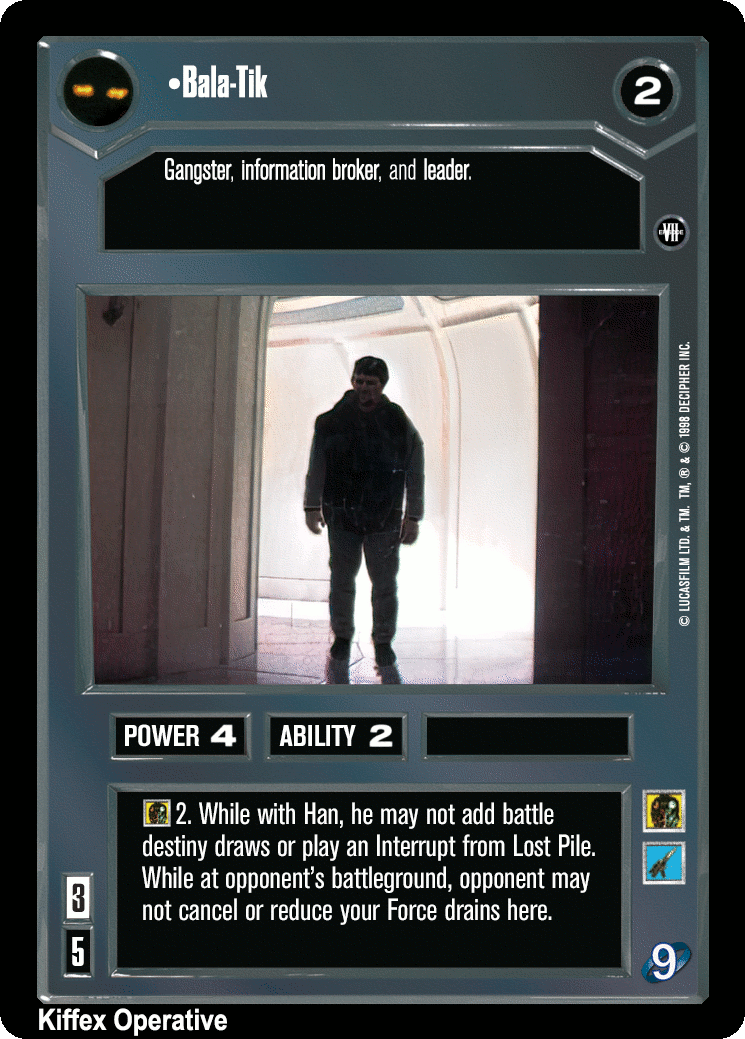 •Bala-Tik
2
Gangster, information broker, and leader.
EPISODE VII
© LUCASFILM LTD. & TM. TM, ® & © 1998 DECIPHER INC.
POWER 4
ABILITY 2
2. While with Han, he may not add battle
destiny draws or play an Interrupt from Lost Pile.
While at opponent's battleground, opponent may
not cancel or reduce your Force drains here.
3
5
9
Kiffex Operative